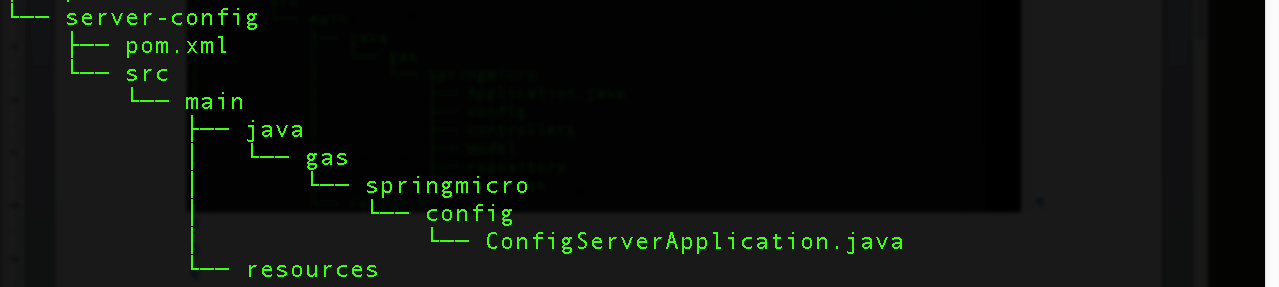 └── server-config
    ├── pom.xml
    └── src
        └── main
            ├── java
            │   └── gas
            │       └── springmicro
            │           └── config
            │               └── ConfigServerApplication.java
            └── resources